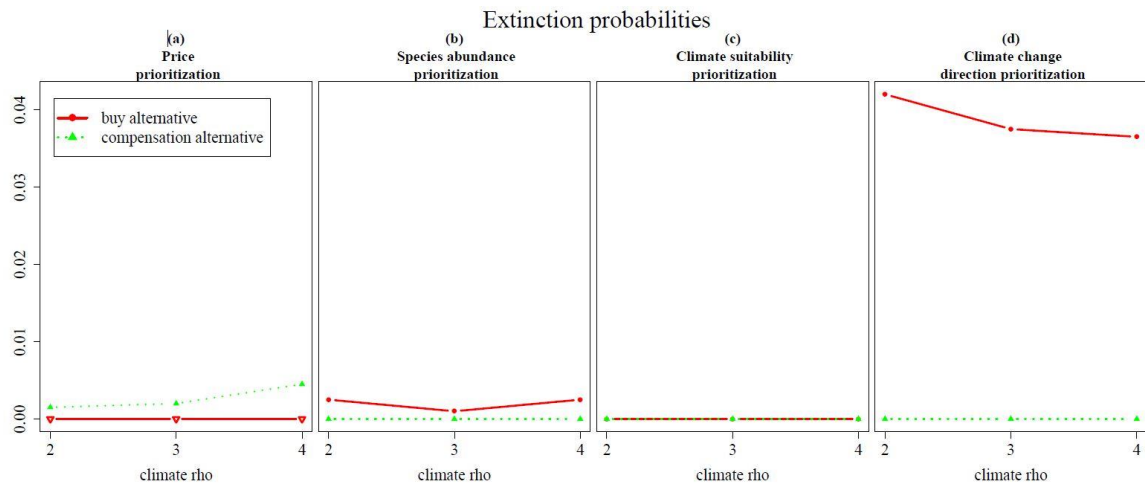 Extinction probabilities
(a)
Price
prioritization
(b)
Species abundance
prioritization
(c)
Climate suitability
prioritization
(d)
Climate change
direction prioritization
buy alternative
compensation alternative
0.04
0.03
0.02
0.01
0.00
2 3 4
2 3 4
2 3 4
2 3 4
climate rho
climate rho
climate rho
climate rho